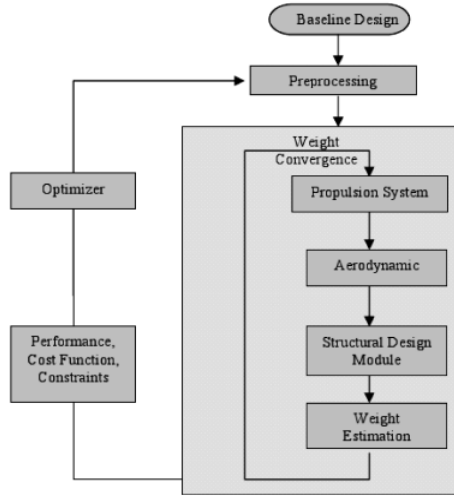 Baseline Design
Preprocessing
Weight
Convergence
Optimizer
Propulsion System
Aerodynamic
Performance,
Cost Function,
Constraints
Structural Design
Module
Weight
Estimation